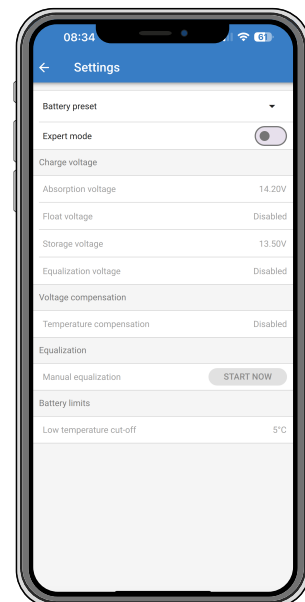 08:34 61
Settings
Battery preset
Expert mode
Charge voltage
Absorption voltage 14.20V
Float voltage Disabled
Storage voltage 13.50V
Equalization voltage Disabled
Voltage compensation
Temperature compensation Disabled
Equalization
Manual equalization START NOW
Battery limits
Low temperature cut-off 5°C